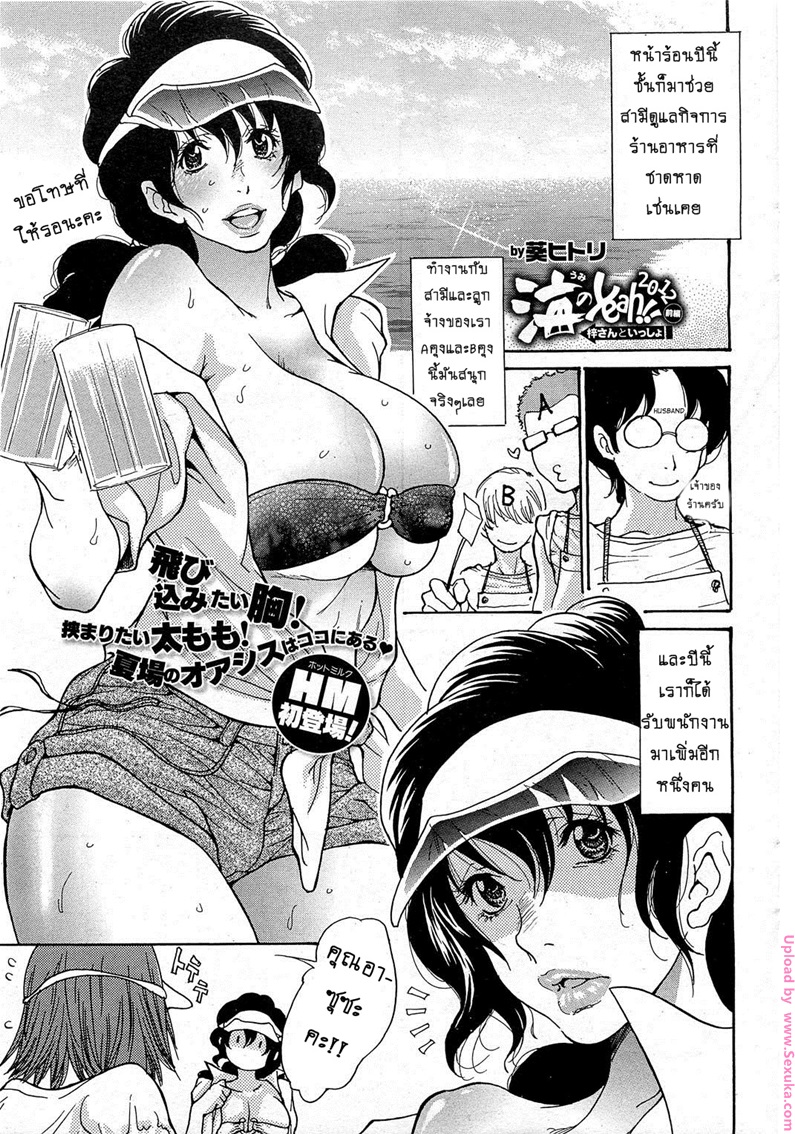 หน้าร้อนปีนี้
ชั้นก็มาช่วย
สามีดูแลกิจการ
ร้านอาหารที่
ชาดหาด
เช่นเคย
ขอโทษที่
ให้รอนะคะ
by 葵ヒトリ
うみ
海のYeah!!
2012
前編
梓さんといっしょ
ทำงานกับ
สามีและลูก
จ้างของเรา
AคุงและBคุง
นี้มันสนุก
จริงๆเลย
A
B
HUSBAND
เจ้าของ
ร้านครับ
飛び
込みたい胸!
挟まりたい太もも!
夏場のオアシスはココにある♥
ホットミルク
HM
初登場!
และปีนี้
เราก็ได้
รับพนักงาน
มาเพิ่มอีก
หนึ่งคน
คุณอา-
ซุซะ
คะ!!
トテテ
Upload by www.Sexuka.com